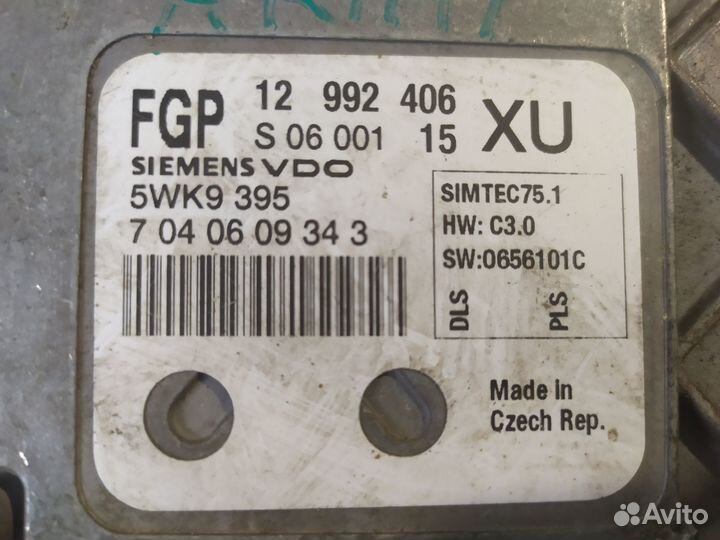 FGP 12 992 406 XU
S 06 001 15
SIEMENS VDO
5WK9 395
7 04 06 09 34 3
SIMTEC75.1
HW: C3.0
SW:0656101C
DLS PLS
Made in
Czech Rep.
Avito